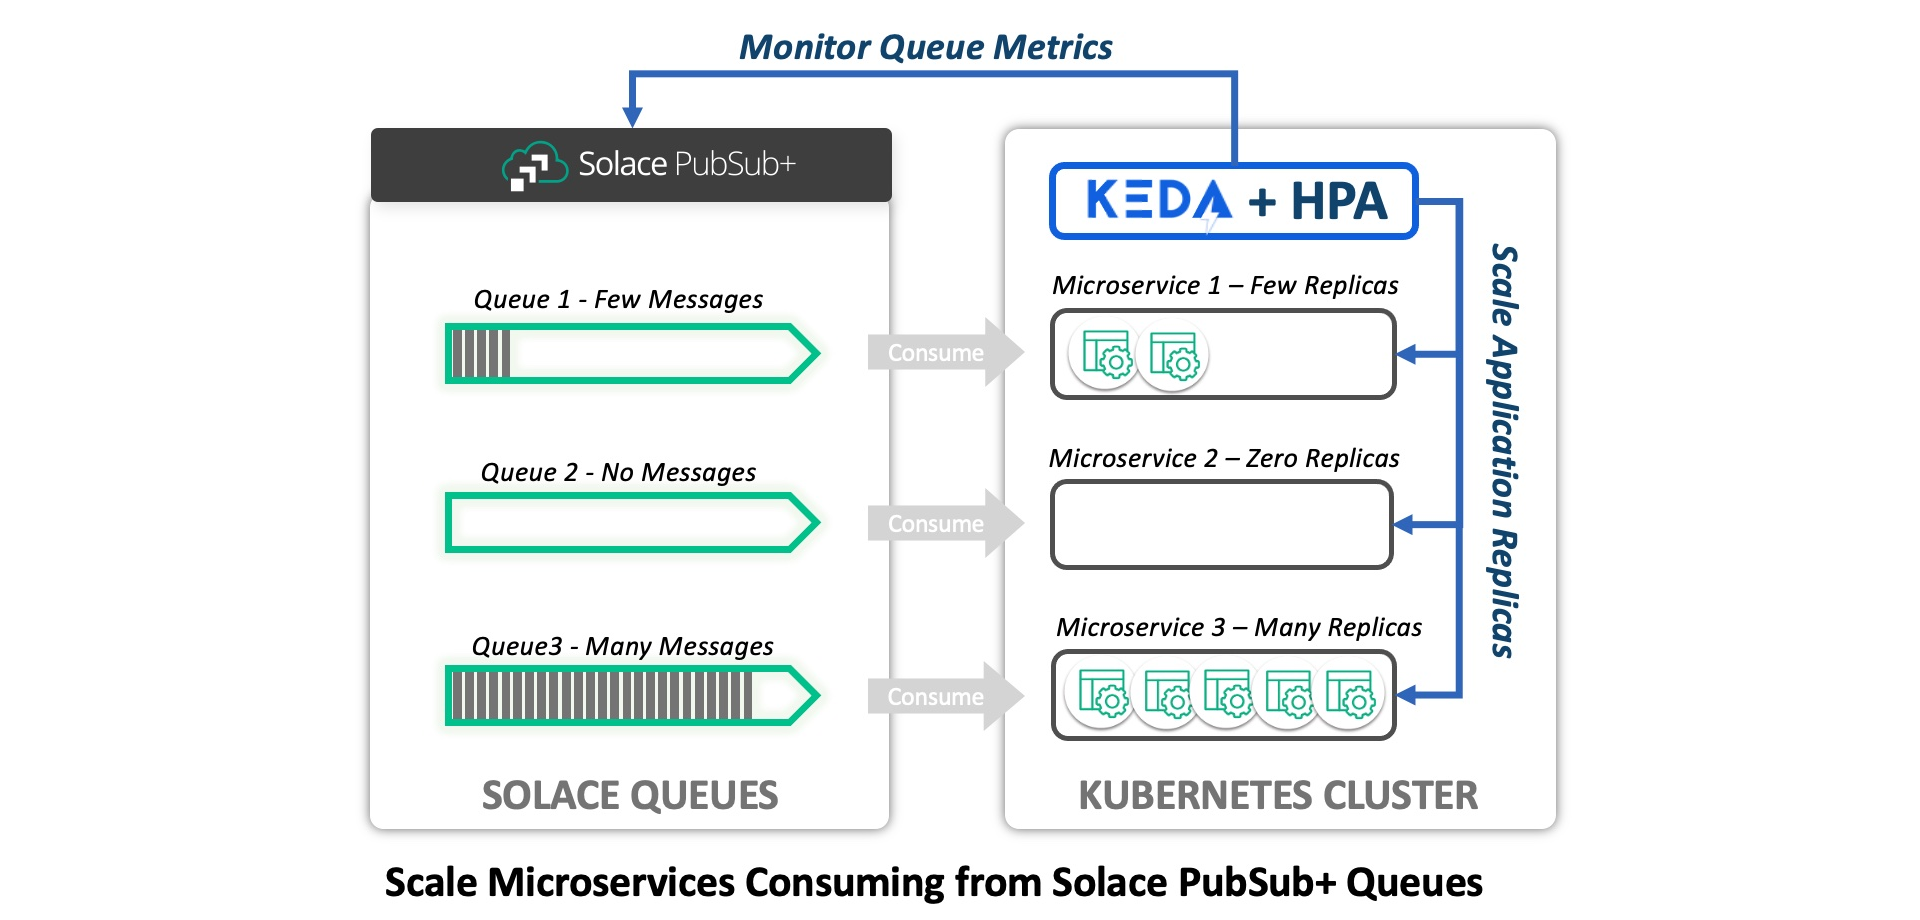 Monitor Queue Metrics
Solace PubSub+
KEDA + HPA
Queue 1 - Few Messages
Consume
Microservice 1 – Few Replicas
Queue 2 - No Messages
Consume
Microservice 2 – Zero Replicas
Queue3 - Many Messages
Consume
Microservice 3 – Many Replicas
Scale Application Replicas
SOLACE QUEUES
KUBERNETES CLUSTER
Scale Microservices Consuming from Solace PubSub+ Queues